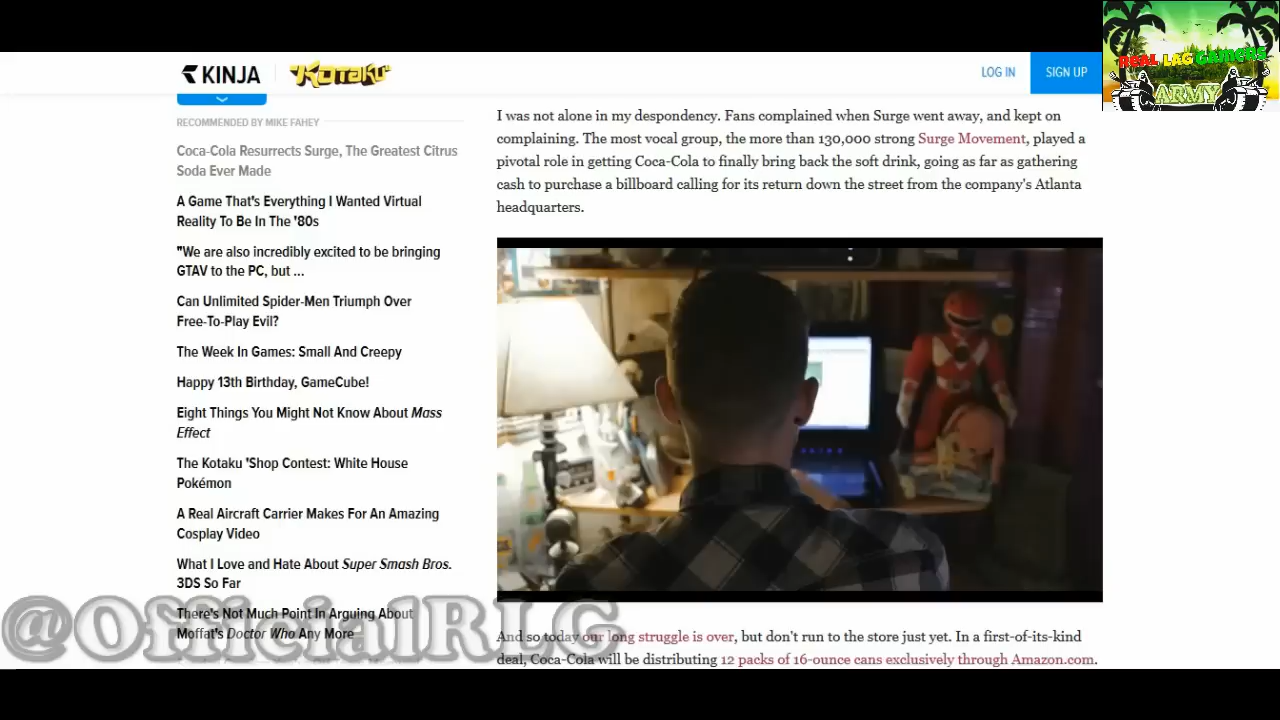 KINJA
KOTAKU
LOG IN
SIGN UP
REAL LAG GAMERS
ARMY
RECOMMENDED BY MIKE FAHEY
Coca-Cola Resurrects Surge, The Greatest Citrus
Soda Ever Made
A Game That's Everything I Wanted Virtual
Reality To Be In The '80s
"We are also incredibly excited to be bringing
GTAV to the PC, but ...
Can Unlimited Spider-Men Triumph Over
Free-To-Play Evil?
The Week In Games: Small And Creepy
Happy 13th Birthday, GameCube!
Eight Things You Might Not Know About Mass
Effect
The Kotaku 'Shop Contest: White House
Pokémon
A Real Aircraft Carrier Makes For An Amazing
Cosplay Video
What I Love and Hate About Super Smash Bros.
3DS So Far
There's Not Much Point In Arguing About
Moffat's Doctor Who Any More
I was not alone in my despondency. Fans complained when Surge went away, and kept on
complaining. The most vocal group, the more than 130,000 strong Surge Movement, played a
pivotal role in getting Coca-Cola to finally bring back the soft drink, going as far as gathering
cash to purchase a billboard calling for its return down the street from the company's Atlanta
headquarters.
And so today our long struggle is over, but don't run to the store just yet. In a first-of-its-kind
deal, Coca-Cola will be distributing 12 packs of 16-ounce cans exclusively through Amazon.com.
@Official1RLG